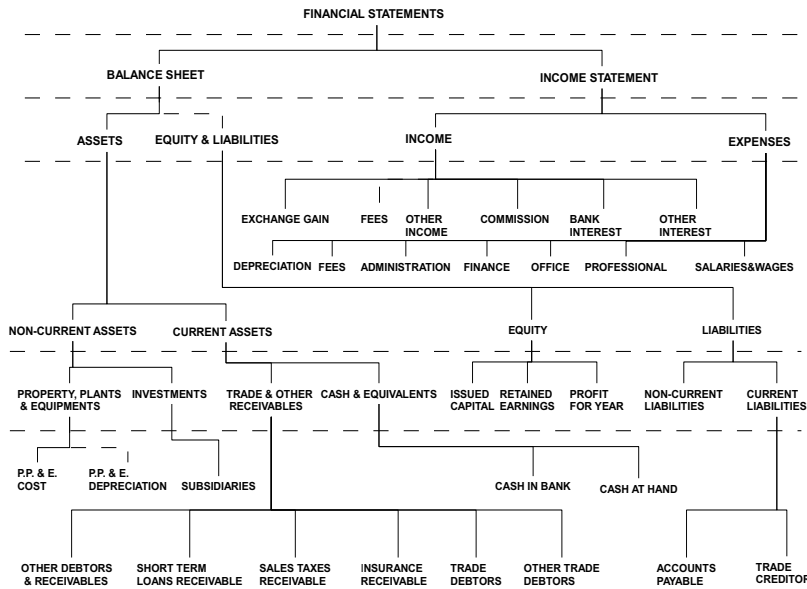 FINANCIAL STATEMENTS
BALANCE SHEET
INCOME STATEMENT
ASSETS
EQUITY & LIABILITIES
INCOME
EXPENSES
EXCHANGE GAIN
FEES
OTHER
INCOME
COMMISSION
BANK
INTEREST
OTHER
INTEREST
DEPRECIATION
FEES
ADMINISTRATION
FINANCE
OFFICE
PROFESSIONAL
SALARIES&WAGES
NON-CURRENT ASSETS
CURRENT ASSETS
EQUITY
LIABILITIES
PROPERTY, PLANTS
& EQUIPMENTS
INVESTMENTS
TRADE & OTHER
RECEIVABLES
CASH & EQUIVALENTS
ISSUED
CAPITAL
RETAINED
EARNINGS
PROFIT
FOR YEAR
NON-CURRENT
LIABILITIES
CURRENT
LIABILITIES
P.P. & E.
COST
P.P. & E.
DEPRECIATION
SUBSIDIARIES
CASH IN BANK
CASH AT HAND
OTHER DEBTORS
& RECEIVABLES
SHORT TERM
LOANS RECEIVABLE
SALES TAXES
RECEIVABLE
INSURANCE
RECEIVABLE
TRADE
DEBTORS
OTHER TRADE
DEBTORS
ACCOUNTS
PAYABLE
TRADE
CREDITOR